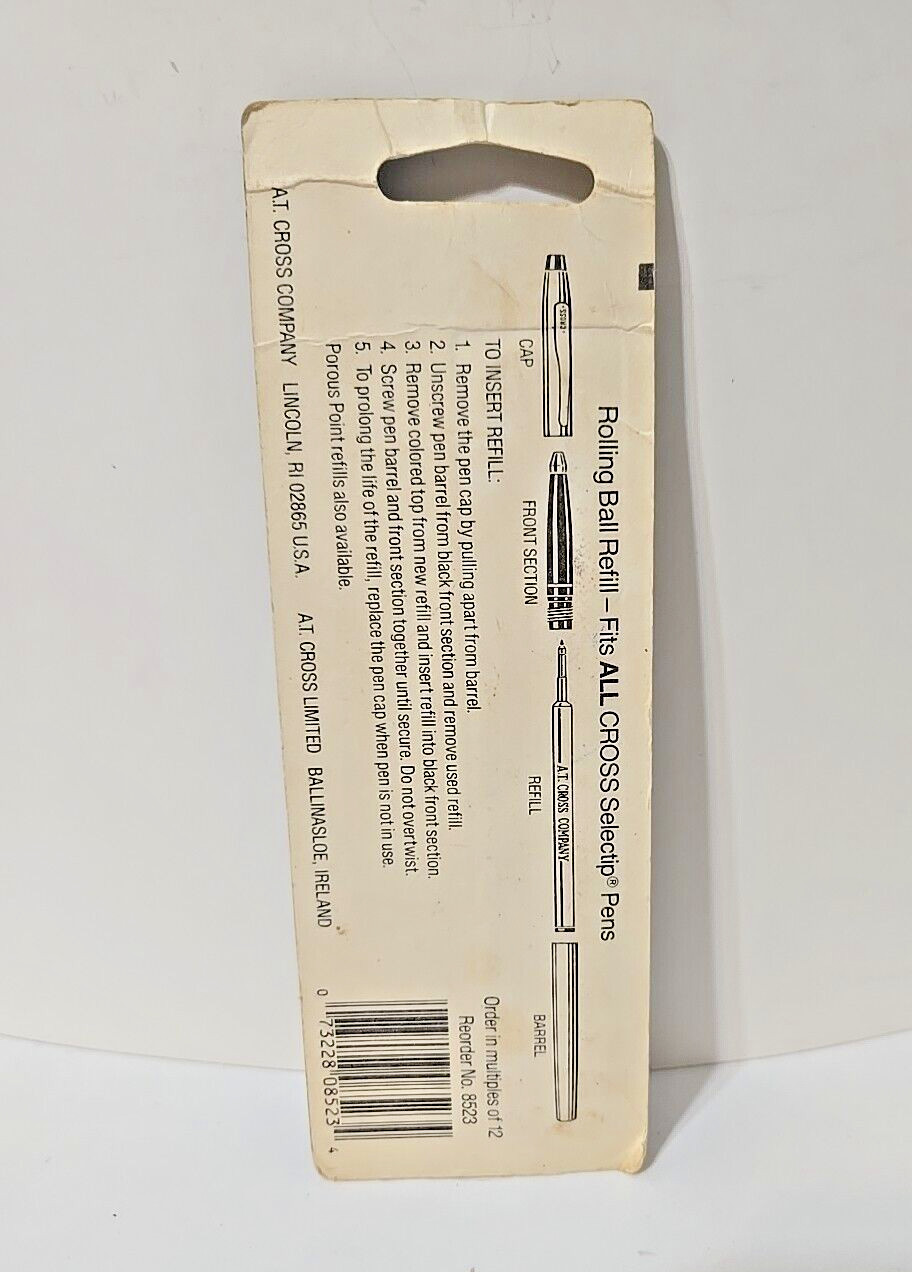 Rolling Ball Refill – Fits ALL CROSS Selectip® Pens
CROSS
A.T. CROSS COMPANY
CAP
FRONT SECTION
REFILL
BARREL
TO INSERT REFILL:
1. Remove the pen cap by pulling apart from barrel.
2. Unscrew pen barrel from black front section and remove used refill.
3. Remove colored top from new refill and insert refill into black front section.
4. Screw pen barrel and front section together until secure. Do not overtwist.
5. To prolong the life of the refill, replace the pen cap when pen is not in use.
Porous Point refills also available.
Order in multiples of 12
Reorder No. 8523
0 73228 08523 4
A.T. CROSS COMPANY LINCOLN, RI 02865 U.S.A. A.T. CROSS LIMITED BALLINASLOE, IRELAND